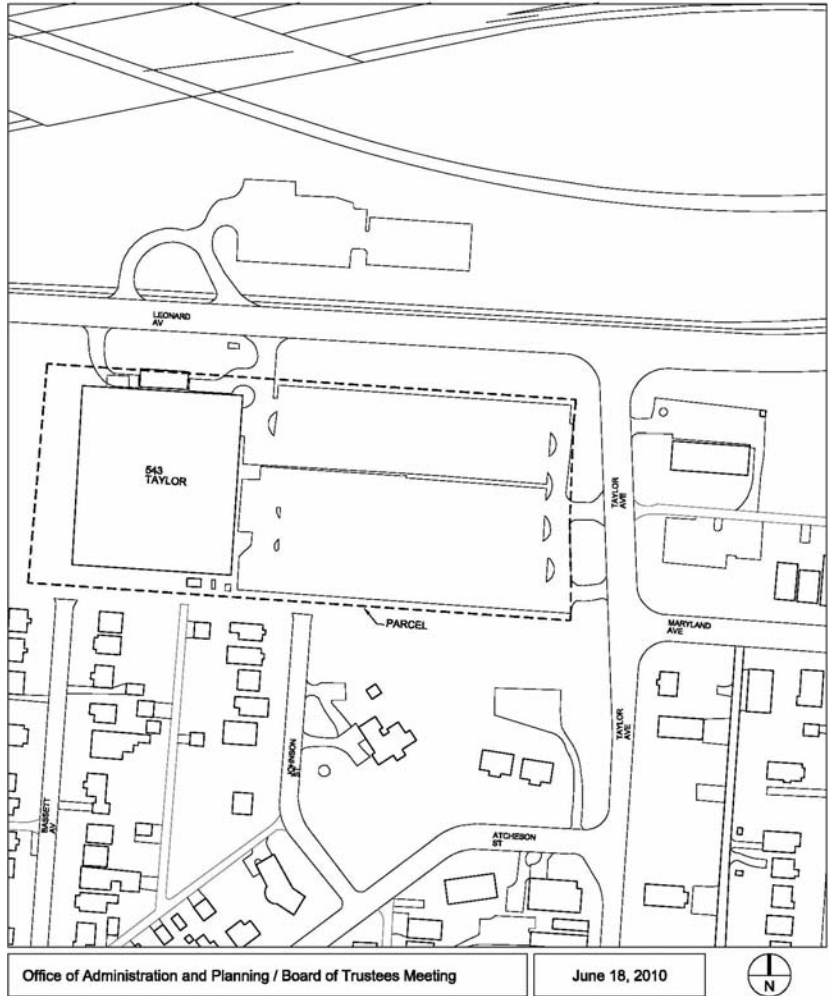 LEONARD
AV
543
TAYLOR
TAYLOR
AVE
PARCEL
MARYLAND
AVE
TAYLOR
AVE
JOHNSON
ST.
BASSETT
AV
ATCHESON
ST
Office of Administration and Planning / Board of Trustees Meeting
June 18, 2010
N